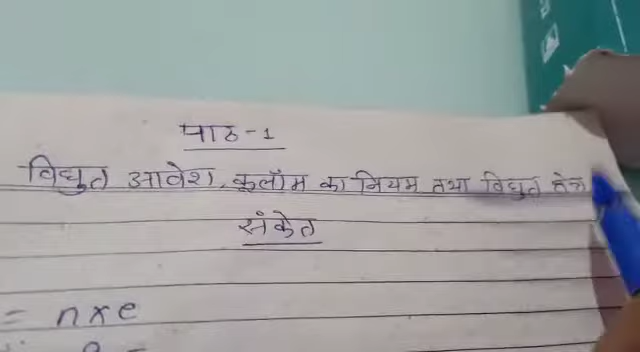 पाठ-1
विद्युत आवेश, कूलॉम का नियम तथा विद्युत क्षेत्र
संकेत
= n×e